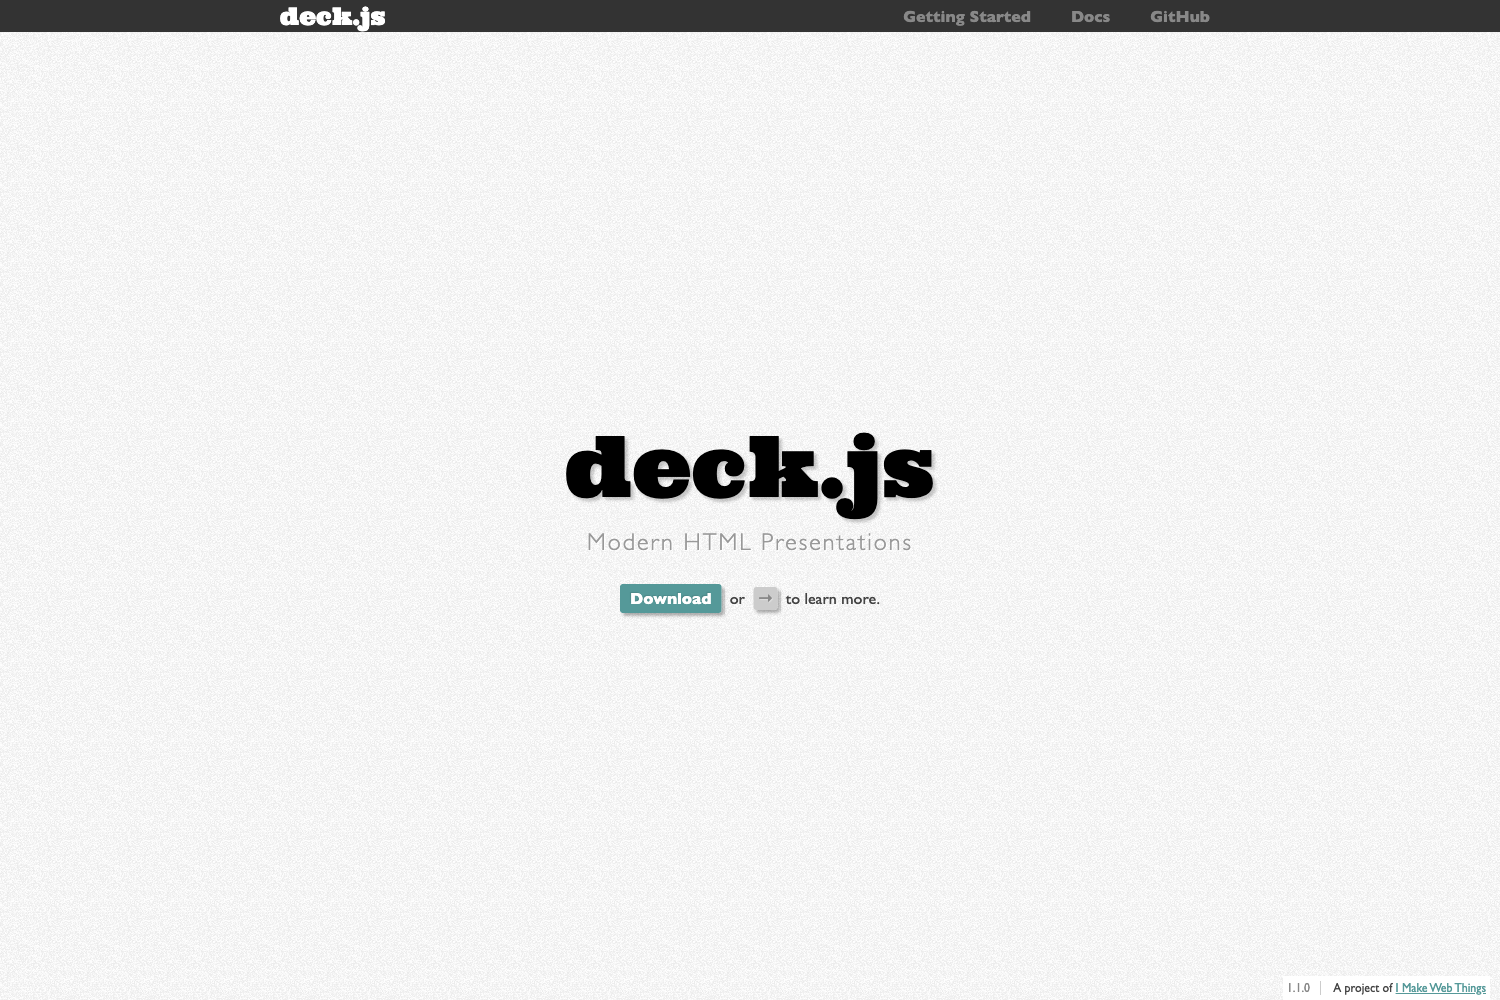 deck.js
Getting Started
Docs
GitHub
deck.js
Modern HTML Presentations
Download or → to learn more.
1.1.0
A project of I Make Web Things